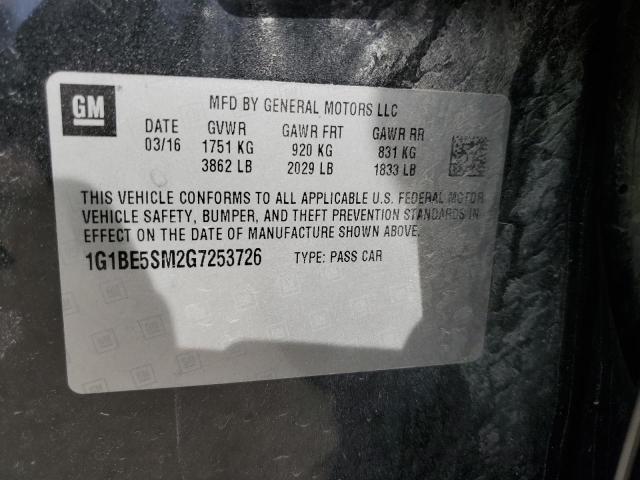 GM
MFD BY GENERAL MOTORS LLC
DATE GVWR GAWR FRT GAWR RR
03/16 1751 KG 920 KG 831 KG
3862 LB 2029 LB 1833 LB
THIS VEHICLE CONFORMS TO ALL APPLICABLE U.S. FEDERAL MOTOR
VEHICLE SAFETY, BUMPER, AND THEFT PREVENTION STANDARDS IN
EFFECT ON THE DATE OF MANUFACTURE SHOWN ABOVE.
1G1BE5SM2G7253726 TYPE: PASS CAR